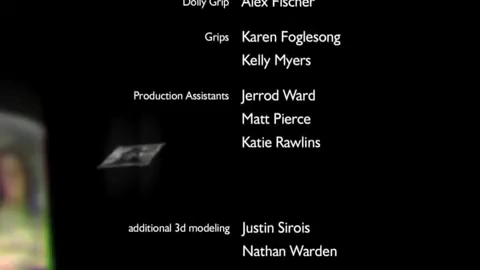 Dolly Grip Alex Fischer
Grips Karen Foglesong
Kelly Myers
Production Assistants Jerrod Ward
Matt Pierce
Katie Rawlins
additional 3d modeling Justin Sirois
Nathan Warden